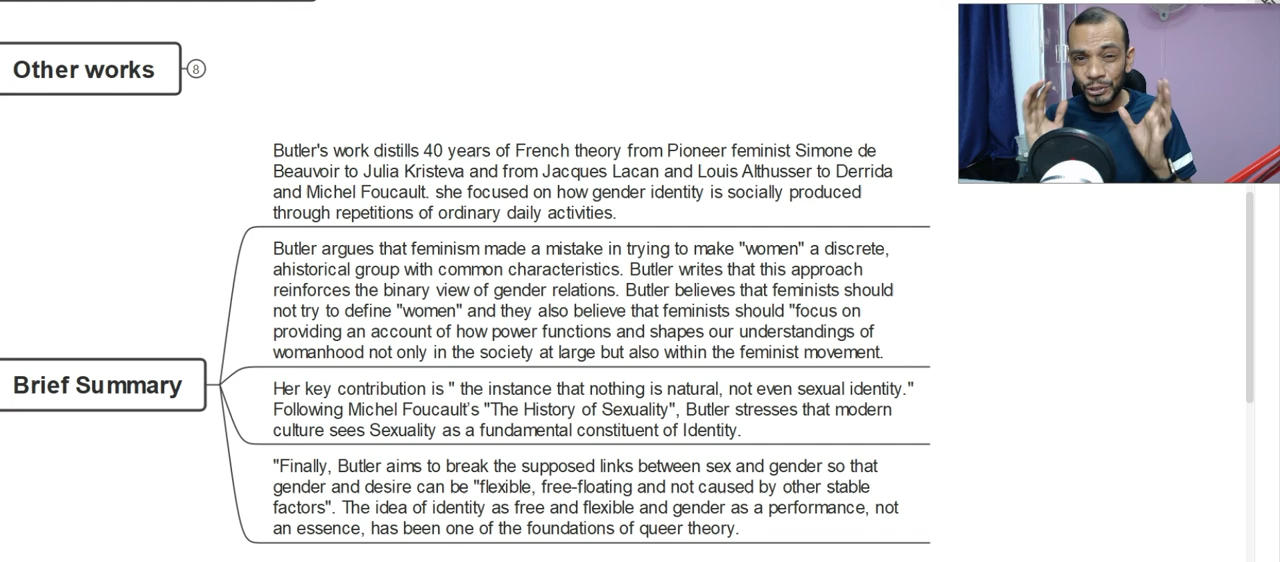 Other works
8
Butler's work distills 40 years of French theory from Pioneer feminist Simone de
Beauvoir to Julia Kristeva and from Jacques Lacan and Louis Althusser to Derrida
and Michel Foucault. she focused on how gender identity is socially produced
through repetitions of ordinary daily activities.
Butler argues that feminism made a mistake in trying to make "women" a discrete,
ahistorical group with common characteristics. Butler writes that this approach
reinforces the binary view of gender relations. Butler believes that feminists should
not try to define "women" and they also believe that feminists should "focus on
providing an account of how power functions and shapes our understandings of
womanhood not only in the society at large but also within the feminist movement.
Brief Summary
Her key contribution is " the instance that nothing is natural, not even sexual identity."
Following Michel Foucault's "The History of Sexuality", Butler stresses that modern
culture sees Sexuality as a fundamental constituent of Identity.
"Finally, Butler aims to break the supposed links between sex and gender so that
gender and desire can be "flexible, free-floating and not caused by other stable
factors". The idea of identity as free and flexible and gender as a performance, not
an essence, has been one of the foundations of queer theory.